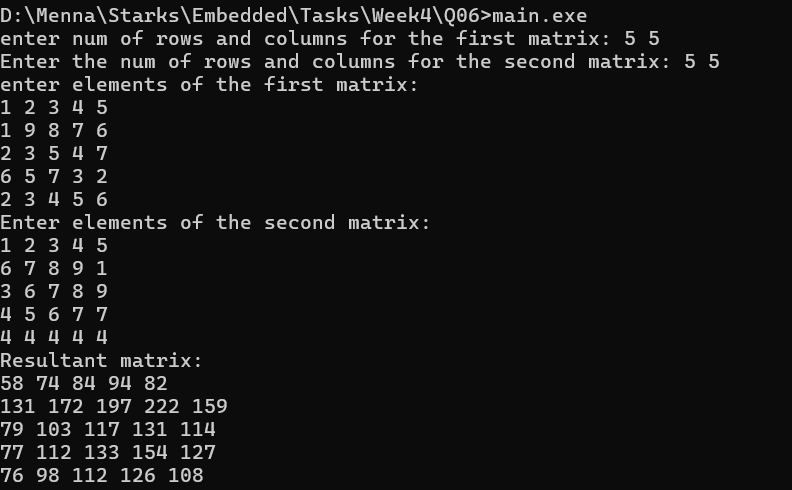 D:\Menna\Starks\Embedded\Tasks\Week4\Q06>main.exe
enter num of rows and columns for the first matrix: 5 5
Enter the num of rows and columns for the second matrix: 5 5
enter elements of the first matrix:
1 2 3 4 5
1 9 8 7 6
2 3 5 4 7
6 5 7 3 2
2 3 4 5 6
Enter elements of the second matrix:
1 2 3 4 5
6 7 8 9 1
3 6 7 8 9
4 5 6 7 7
4 4 4 4 4
Resultant matrix:
58 74 84 94 82
131 172 197 222 159
79 103 117 131 114
77 112 133 154 127
76 98 112 126 108